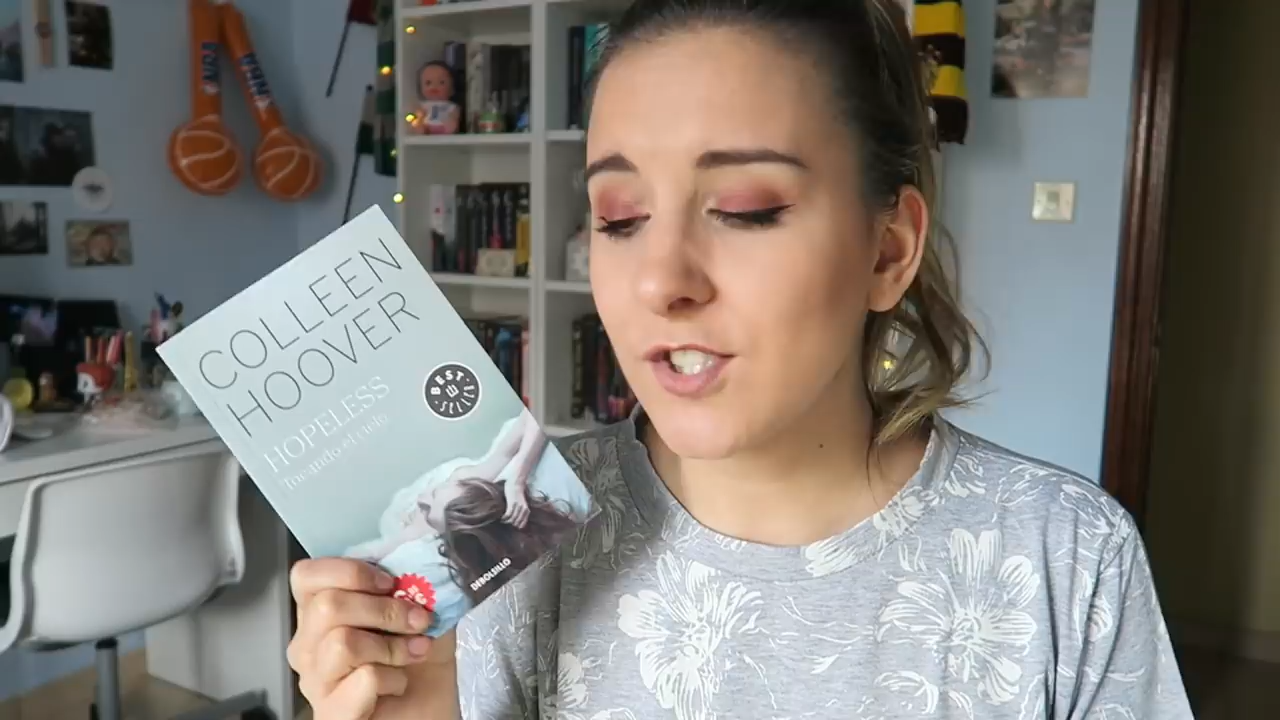 COLLEEN
HOOVER
HOPELESS
Tocando el cielo
BEST
SELLER
DEBOLSILLO